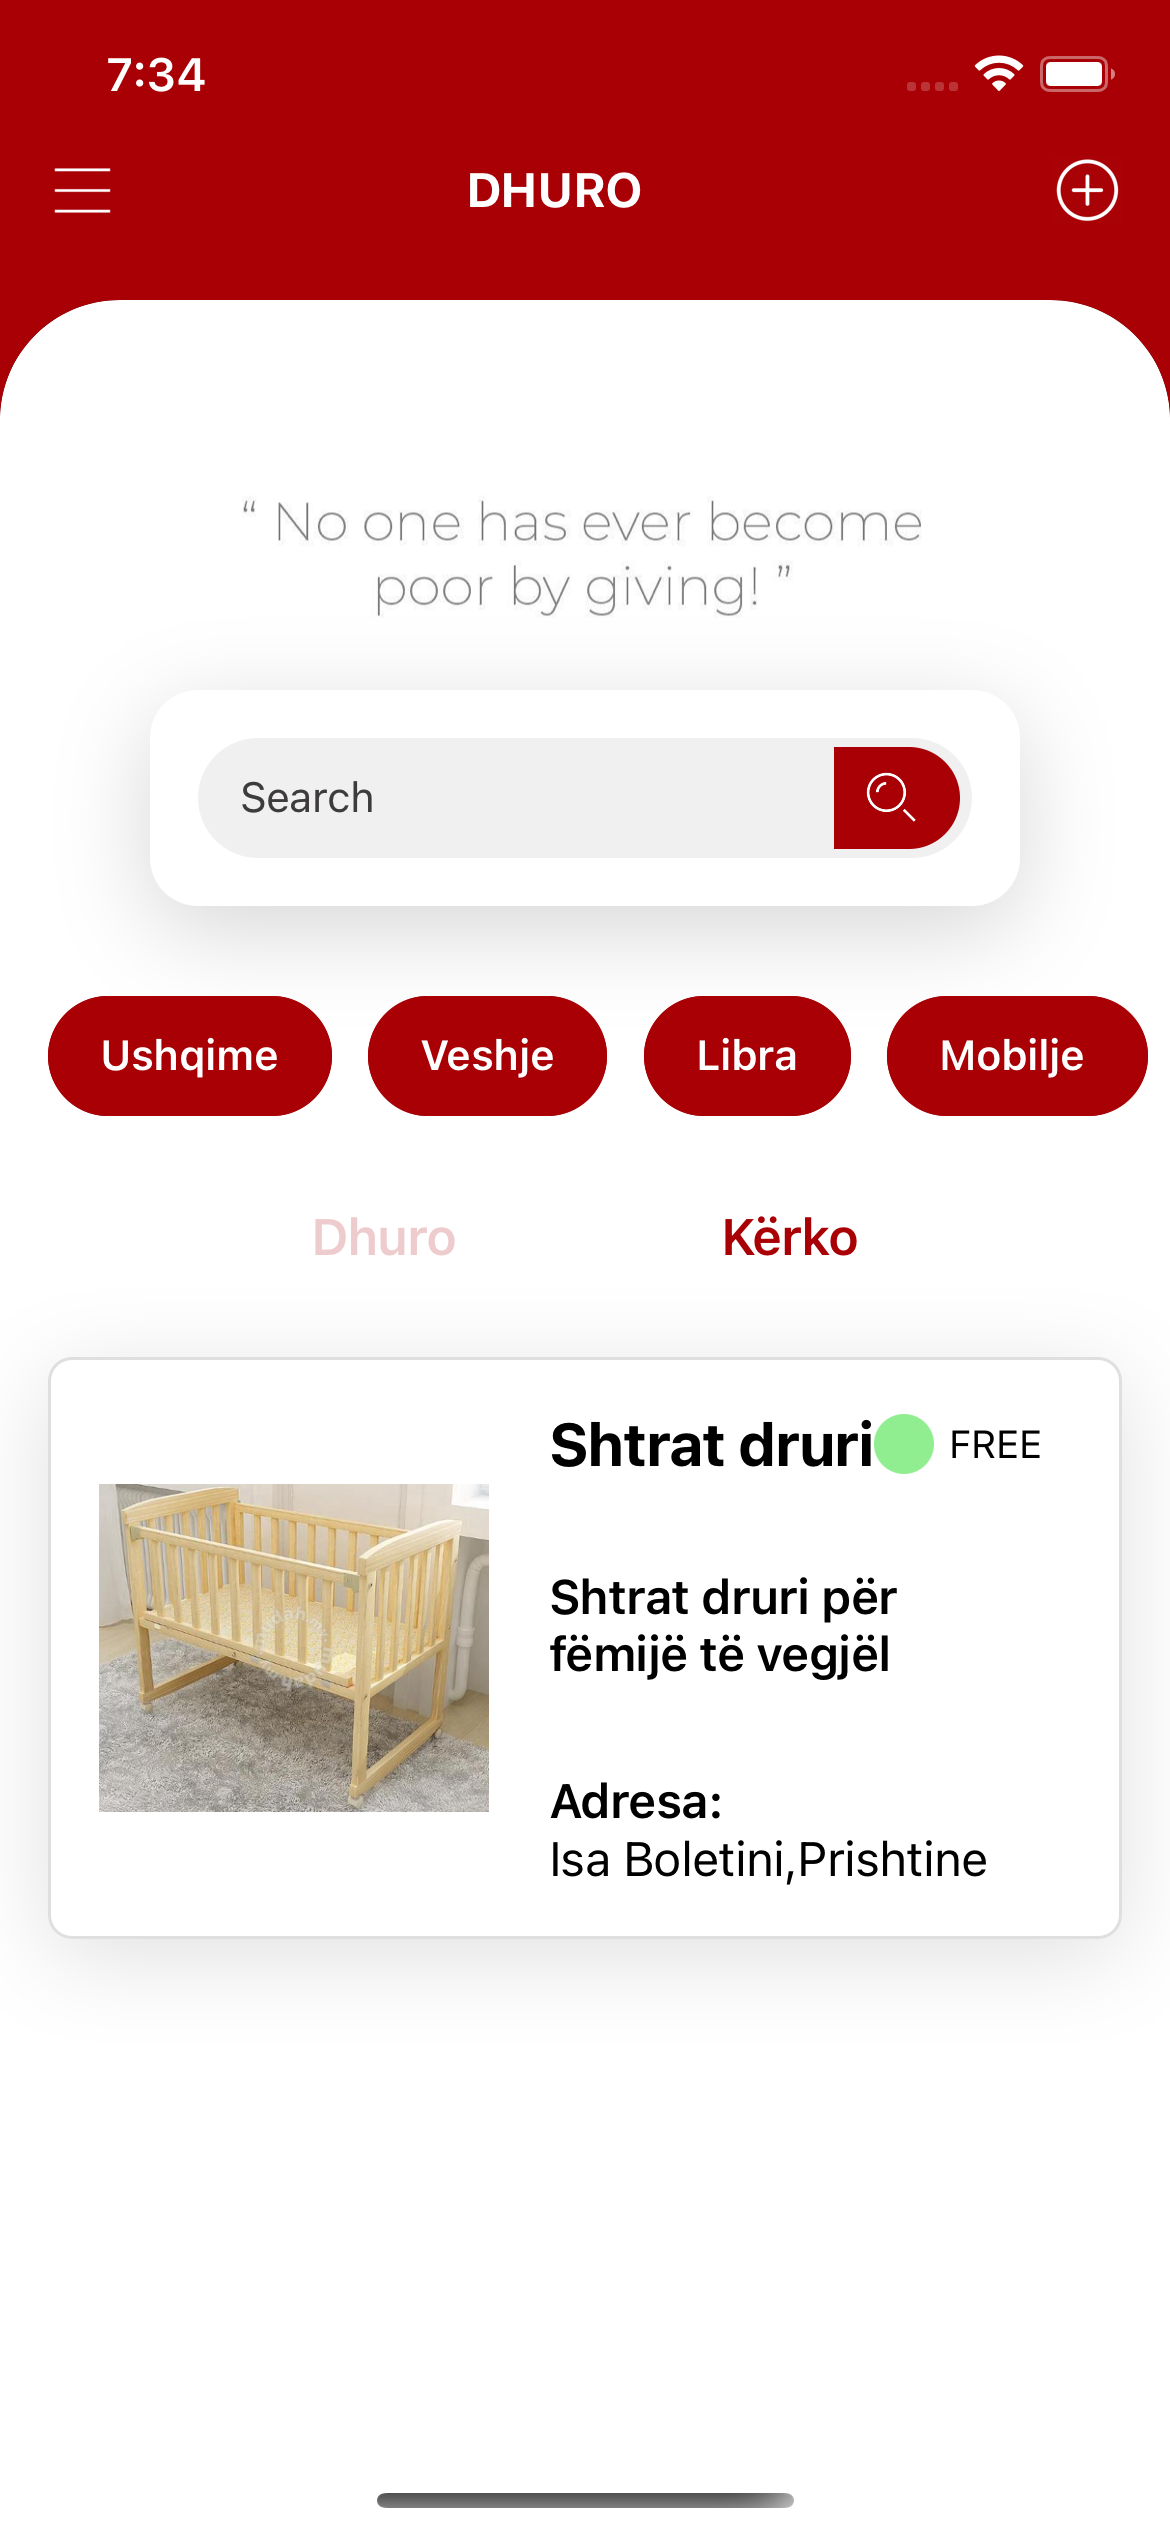 7:34
DHURO
“ No one has ever become
poor by giving! ”
Search
Ushqime Veshje Libra Mobilje
Dhuro Kërko
Shtrat druri FREE
Shtrat druri për
fëmijë të vegjël
Adresa:
Isa Boletini,Prishtine